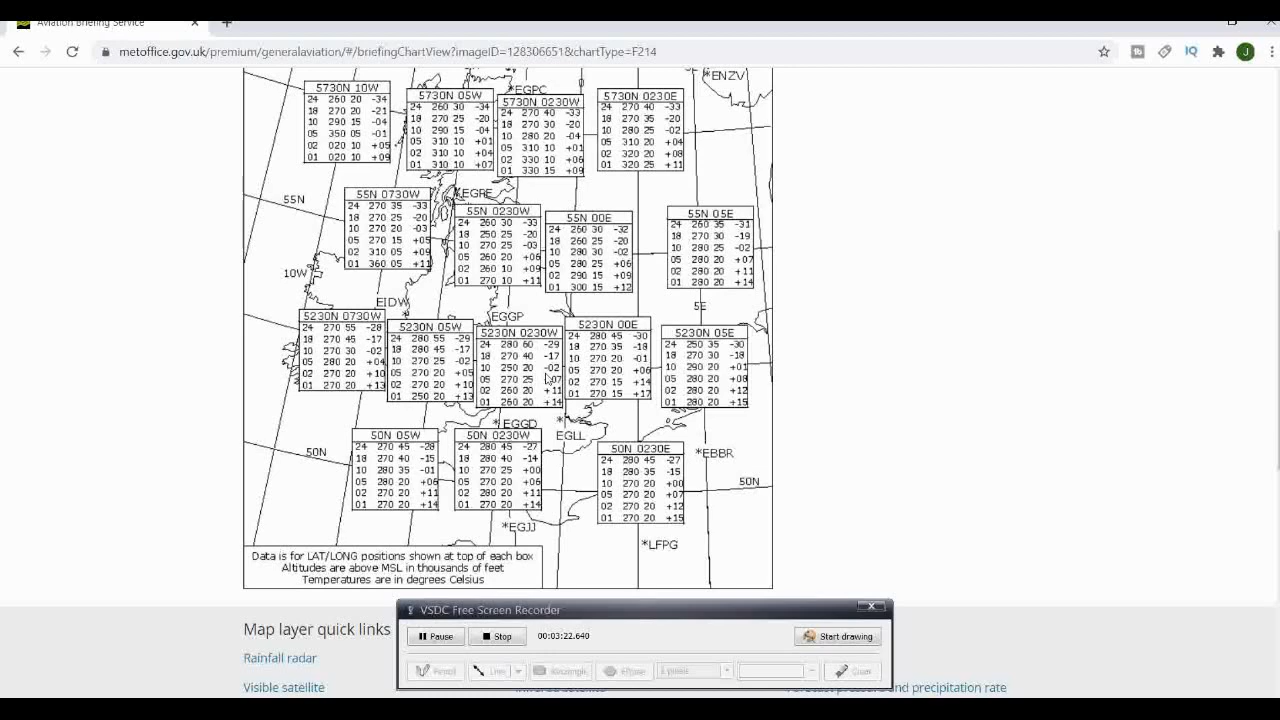 Aviation Briefing Service
metoffice.gov.uk/premium/generalaviation/#/briefingChartView?imageID=128306651&chartType=F214
IQ
J
*ENZV
*EGPC
5730N 10W
24 260 20 -34
18 270 20 -21
10 290 15 -04
05 350 05 -01
02 020 10 +05
01 020 10 +09
5730N 05W
24 260 30 -34
18 270 25 -20
10 290 15 -04
05 310 10 +01
02 310 10 +04
01 310 10 +07
5730N 0230W
24 270 40 -33
18 270 30 -20
10 280 20 -04
05 310 10 +01
02 330 10 +06
01 330 15 +09
5730N 0230E
24 270 40 -33
18 270 35 -20
10 280 25 -02
05 310 20 +04
02 320 20 +08
01 320 25 +11
55N
*EGRE
55N 0730W
24 270 35 -33
18 270 25 -20
10 270 20 -03
05 270 15 +05
02 310 05 +09
01 360 05 +11
55N 0230W
24 260 30 -33
18 250 25 -20
10 270 25 -03
05 260 20 +06
02 260 10 +09
01 270 10 +11
55N 00E
24 260 30 -32
18 260 25 -20
10 280 30 -02
05 280 25 +06
02 290 15 +09
01 300 15 +12
55N 05E
24 260 35 -31
18 270 30 -19
10 280 25 -02
05 280 20 +07
02 280 20 +11
01 280 20 +14
10W
EIDW
*
EGGP
5E
5230N 0730W
24 270 55 -28
18 270 45 -17
10 270 30 -02
05 280 20 +04
02 270 20 +10
01 270 20 +13
5230N 05W
24 280 55 -29
18 280 45 -17
10 270 25 -02
05 270 20 +05
02 270 20 +10
01 250 20 +13
5230N 0230W
24 280 60 -29
18 270 40 -17
10 250 20 -02
05 270 25 +07
02 260 20 +11
01 260 20 +14
5230N 00E
24 280 45 -30
18 270 35 -18
10 270 20 -01
05 270 20 +06
02 270 15 +14
01 270 15 +17
5230N 05E
24 250 35 -30
18 270 30 -18
10 290 20 +01
05 280 20 +08
02 280 20 +12
01 280 20 +15
* EGGD
*
EGLL
50N
50N 05W
24 270 45 -28
18 270 40 -15
10 280 35 -01
05 280 20 +06
02 270 20 +11
01 270 20 +14
50N 0230W
24 280 45 -27
18 280 40 -14
10 270 25 +00
05 270 20 +06
02 280 20 +11
01 270 20 +14
50N 0230E
24 280 45 -27
18 280 35 -15
10 270 20 +00
05 270 20 +07
02 270 20 +12
01 270 20 +15
*EBBR
50N
*EGJJ
*LFPG
Data is for LAT/LONG positions shown at top of each box
Altitudes are above MSL in thousands of feet
Temperatures are in degrees Celsius
VSDC Free Screen Recorder
Pause
Stop
00:03:22.640
Start drawing
Pencil
Line
Rectangle
Ellipse
2 pixels
Clear
Map layer quick links
Rainfall radar
Visible satellite
and precipitation rate